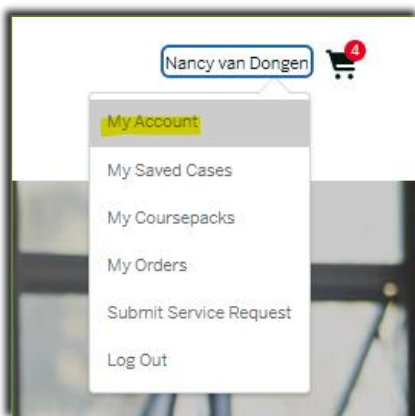 Nancy van Dongen
4
My Account
My Saved Cases
My Coursepacks
My Orders
Submit Service Request
Log Out